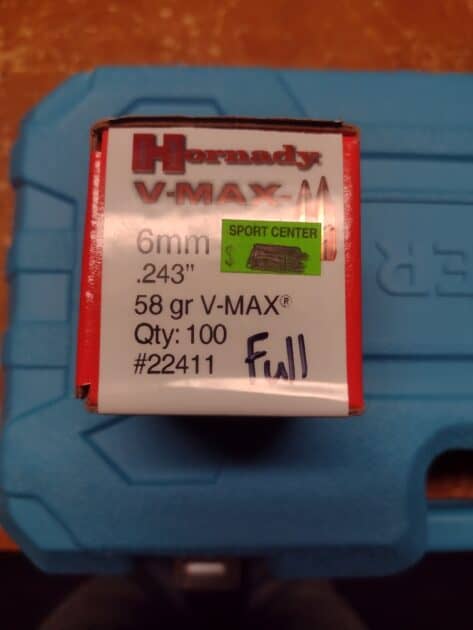 Hornady
V-MAX
SPORT CENTER
$
6mm
.243"
58 gr V-MAX®
Qty: 100
#22411
Full